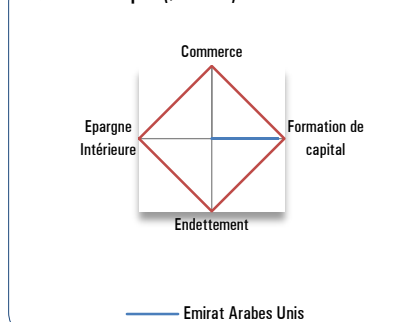 Commerce
Epargne
Intérieure
Formation de
capital
Endettement
Emirat Arabes Unis